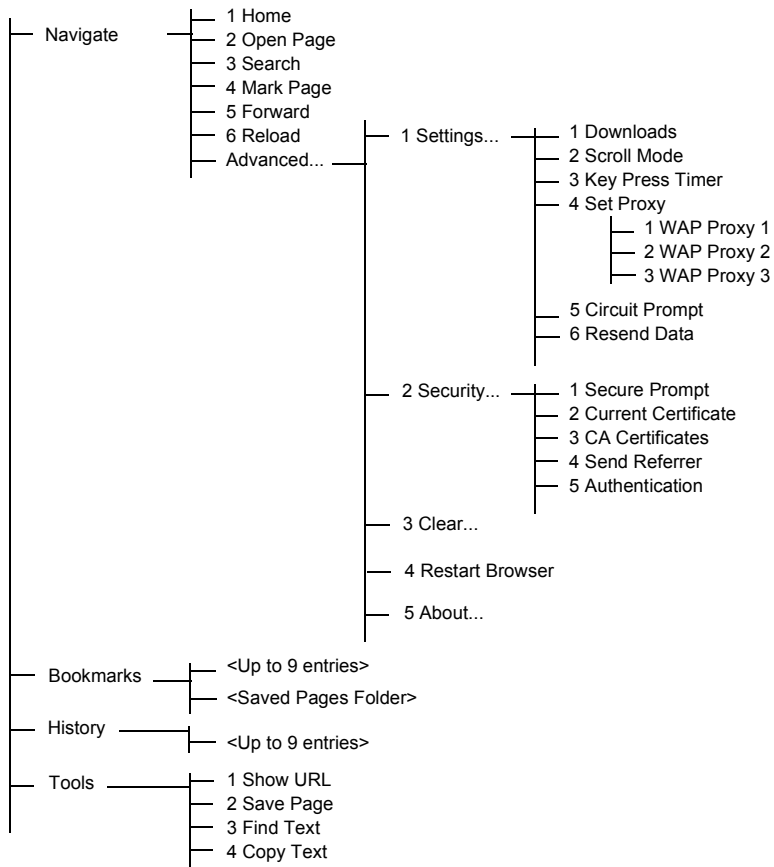 Navigate
1 Home
2 Open Page
3 Search
4 Mark Page
5 Forward
6 Reload
Advanced...
1 Settings...
1 Downloads
2 Scroll Mode
3 Key Press Timer
4 Set Proxy
1 WAP Proxy 1
2 WAP Proxy 2
3 WAP Proxy 3
5 Circuit Prompt
6 Resend Data
2 Security...
1 Secure Prompt
2 Current Certificate
3 CA Certificates
4 Send Referrer
5 Authentication
3 Clear...
4 Restart Browser
5 About...
Bookmarks
<Up to 9 entries>
<Saved Pages Folder>
History
<Up to 9 entries>
Tools
1 Show URL
2 Save Page
3 Find Text
4 Copy Text